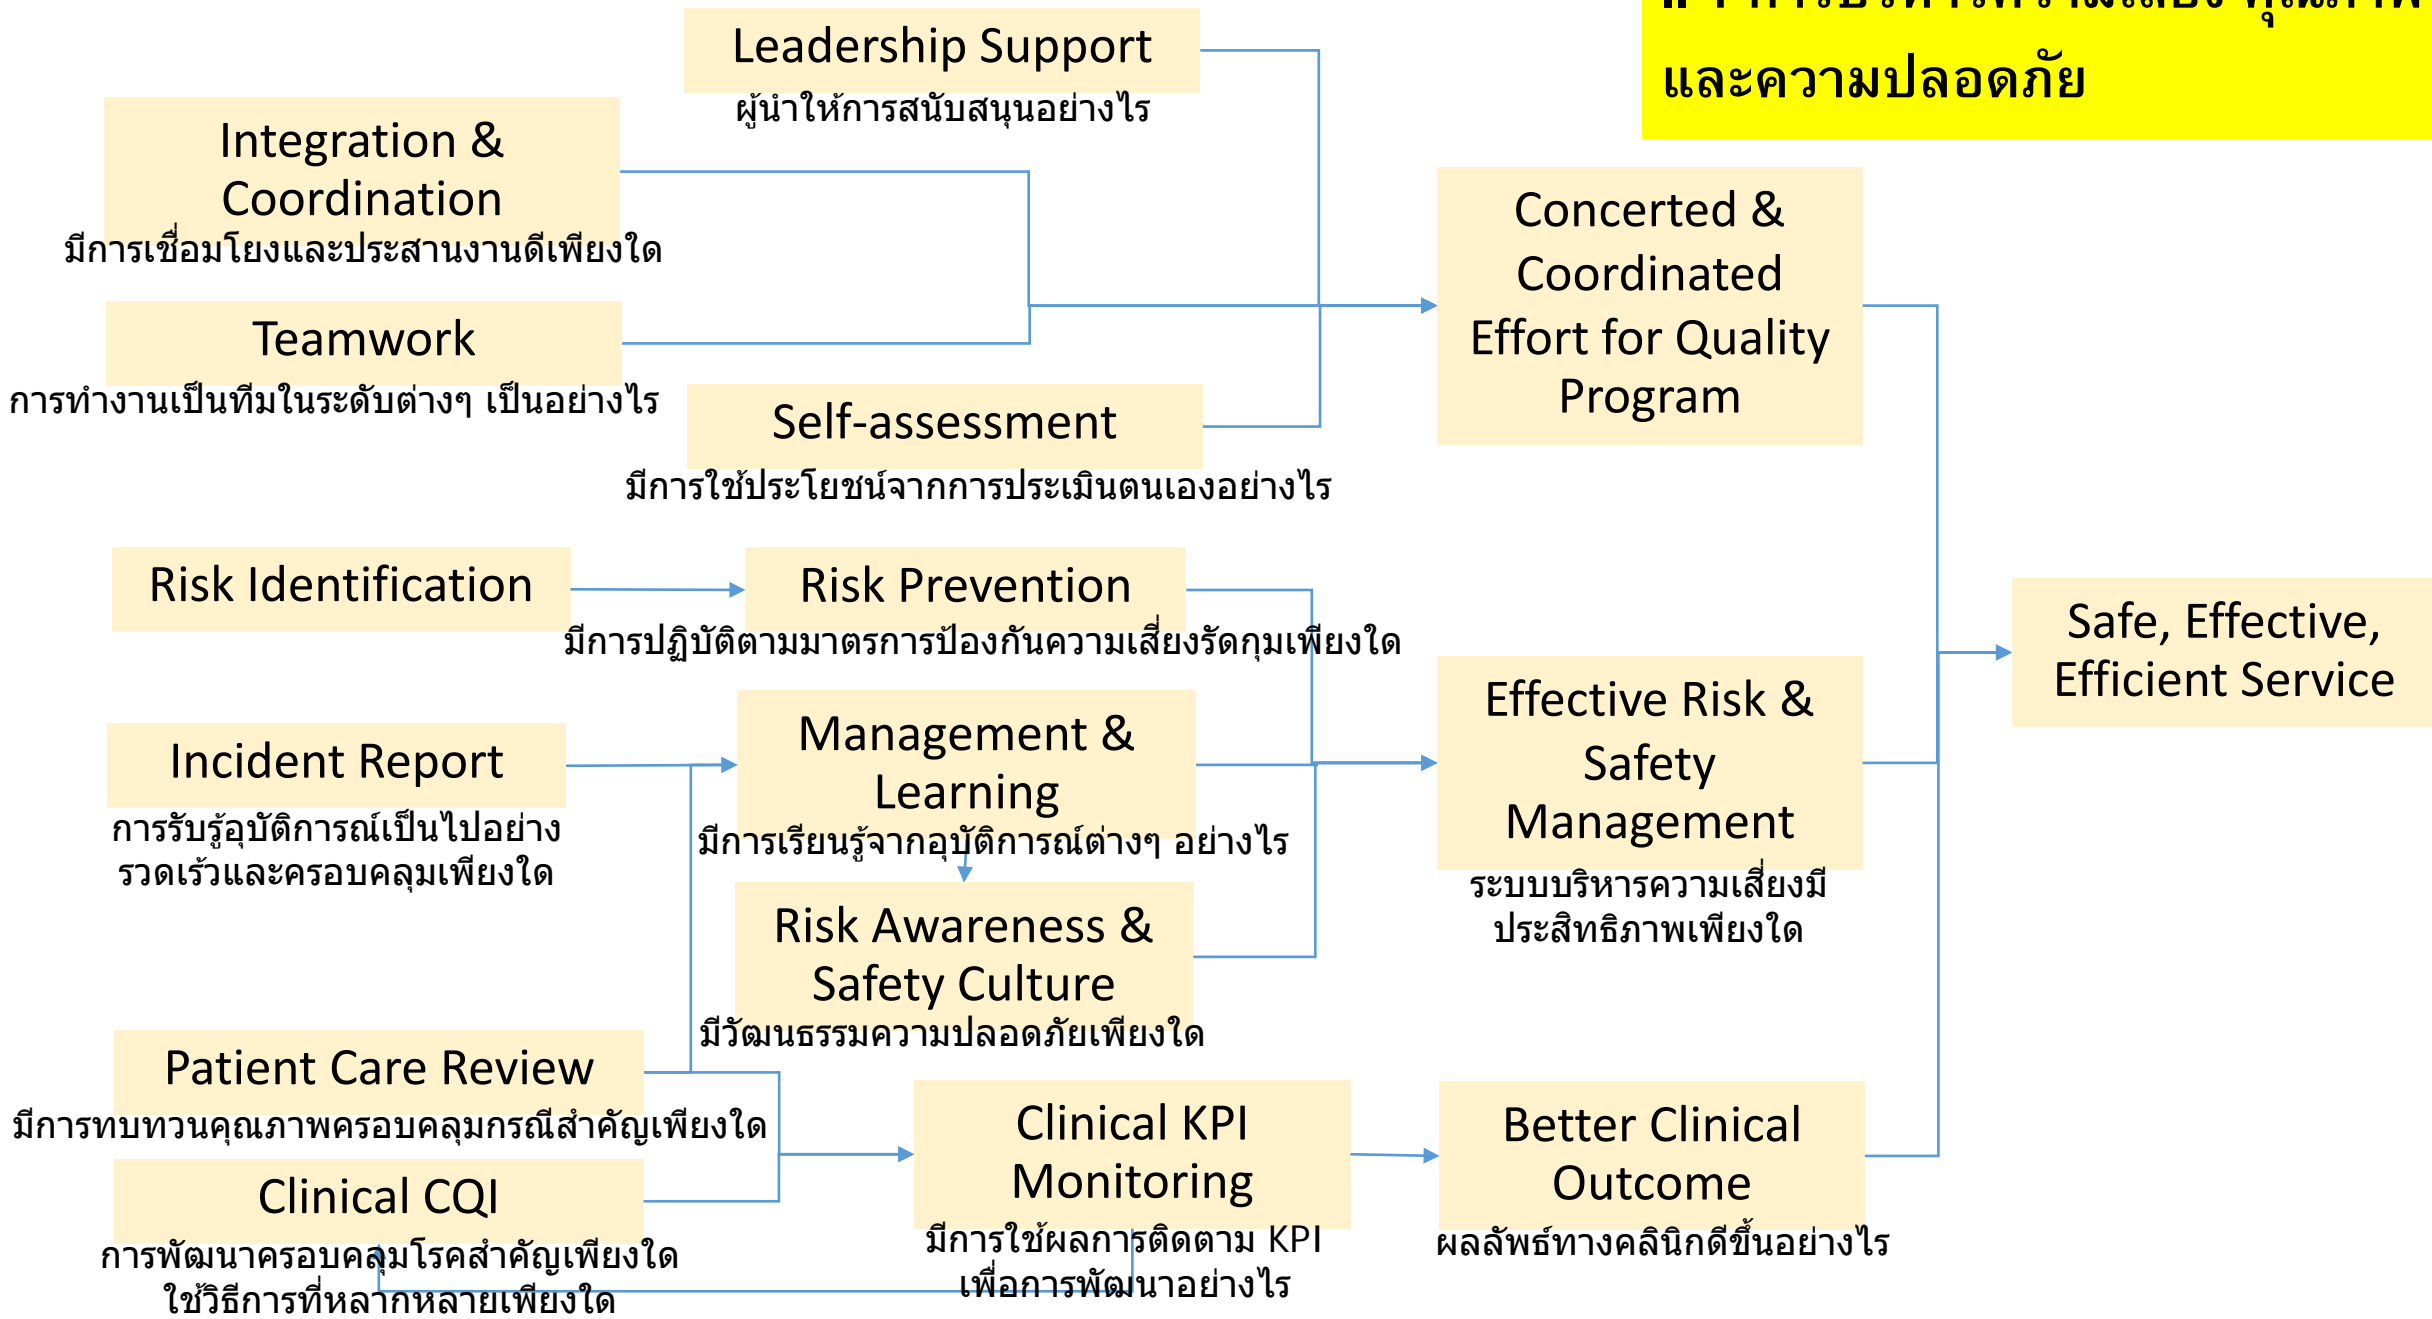 การบริหารความเสี่ยง คุณภาพ
และความปลอดภัย
Leadership Support
ผู้นำให้การสนับสนุนอย่างไร
Integration &
Coordination
มีการเชื่อมโยงและประสานงานดีเพียงใด
Teamwork
การทำงานเป็นทีมในระดับต่างๆ เป็นอย่างไร
Self-assessment
มีการใช้ประโยชน์จากการประเมินตนเองอย่างไร
Concerted &
Coordinated
Effort for Quality
Program
Risk Identification
Risk Prevention
มีการปฏิบัติตามมาตรการป้องกันความเสี่ยงรัดกุมเพียงใด
Incident Report
การรับรู้อุบัติการณ์เป็นไปอย่าง
รวดเร็วและครอบคลุมเพียงใด
Management &
Learning
มีการเรียนรู้จากอุบัติการณ์ต่างๆ อย่างไร
Risk Awareness &
Safety Culture
มีวัฒนธรรมความปลอดภัยเพียงใด
Effective Risk &
Safety
Management
ระบบบริหารความเสี่ยงมี
ประสิทธิภาพเพียงใด
Safe, Effective,
Efficient Service
Patient Care Review
มีการทบทวนคุณภาพครอบคลุมกรณีสำคัญเพียงใด
Clinical CQI
การพัฒนาครอบคลุมโรคสำคัญเพียงใด
ใช้วิธีการที่หลากหลายเพียงใด
Clinical KPI
Monitoring
มีการใช้ผลการติดตาม KPI
เพื่อการพัฒนาอย่างไร
Better Clinical
Outcome
ผลลัพธ์ทางคลินิกดีขึ้นอย่างไร